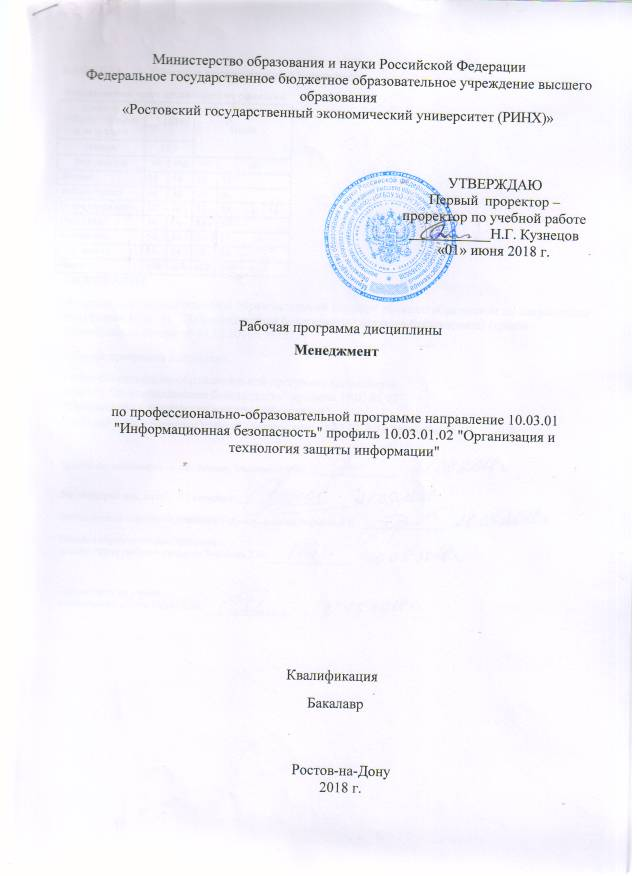 Министерство образования и науки Российской Федерации
Федеральное государственное бюджетное образовательное учреждение высшего
образования
«Ростовский государственный экономический университет (РИНХ)»
УТВЕРЖДАЮ
Первый проректор –
проректор по учебной работе
Н.Г. Кузнецов
«01» июня 2018 г.
Рабочая программа дисциплины
Менеджмент
по профессионально-образовательной программе направление 10.03.01
"Информационная безопасность" профиль 10.03.01.02 "Организация и
технология защиты информации"
Квалификация
Бакалавр
Ростов-на-Дону
2018 г.